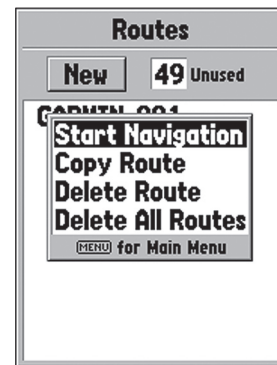 Routes
New 49 Unused
Start Navigation
Copy Route
Delete Route
Delete All Routes
MENU for Main Menu